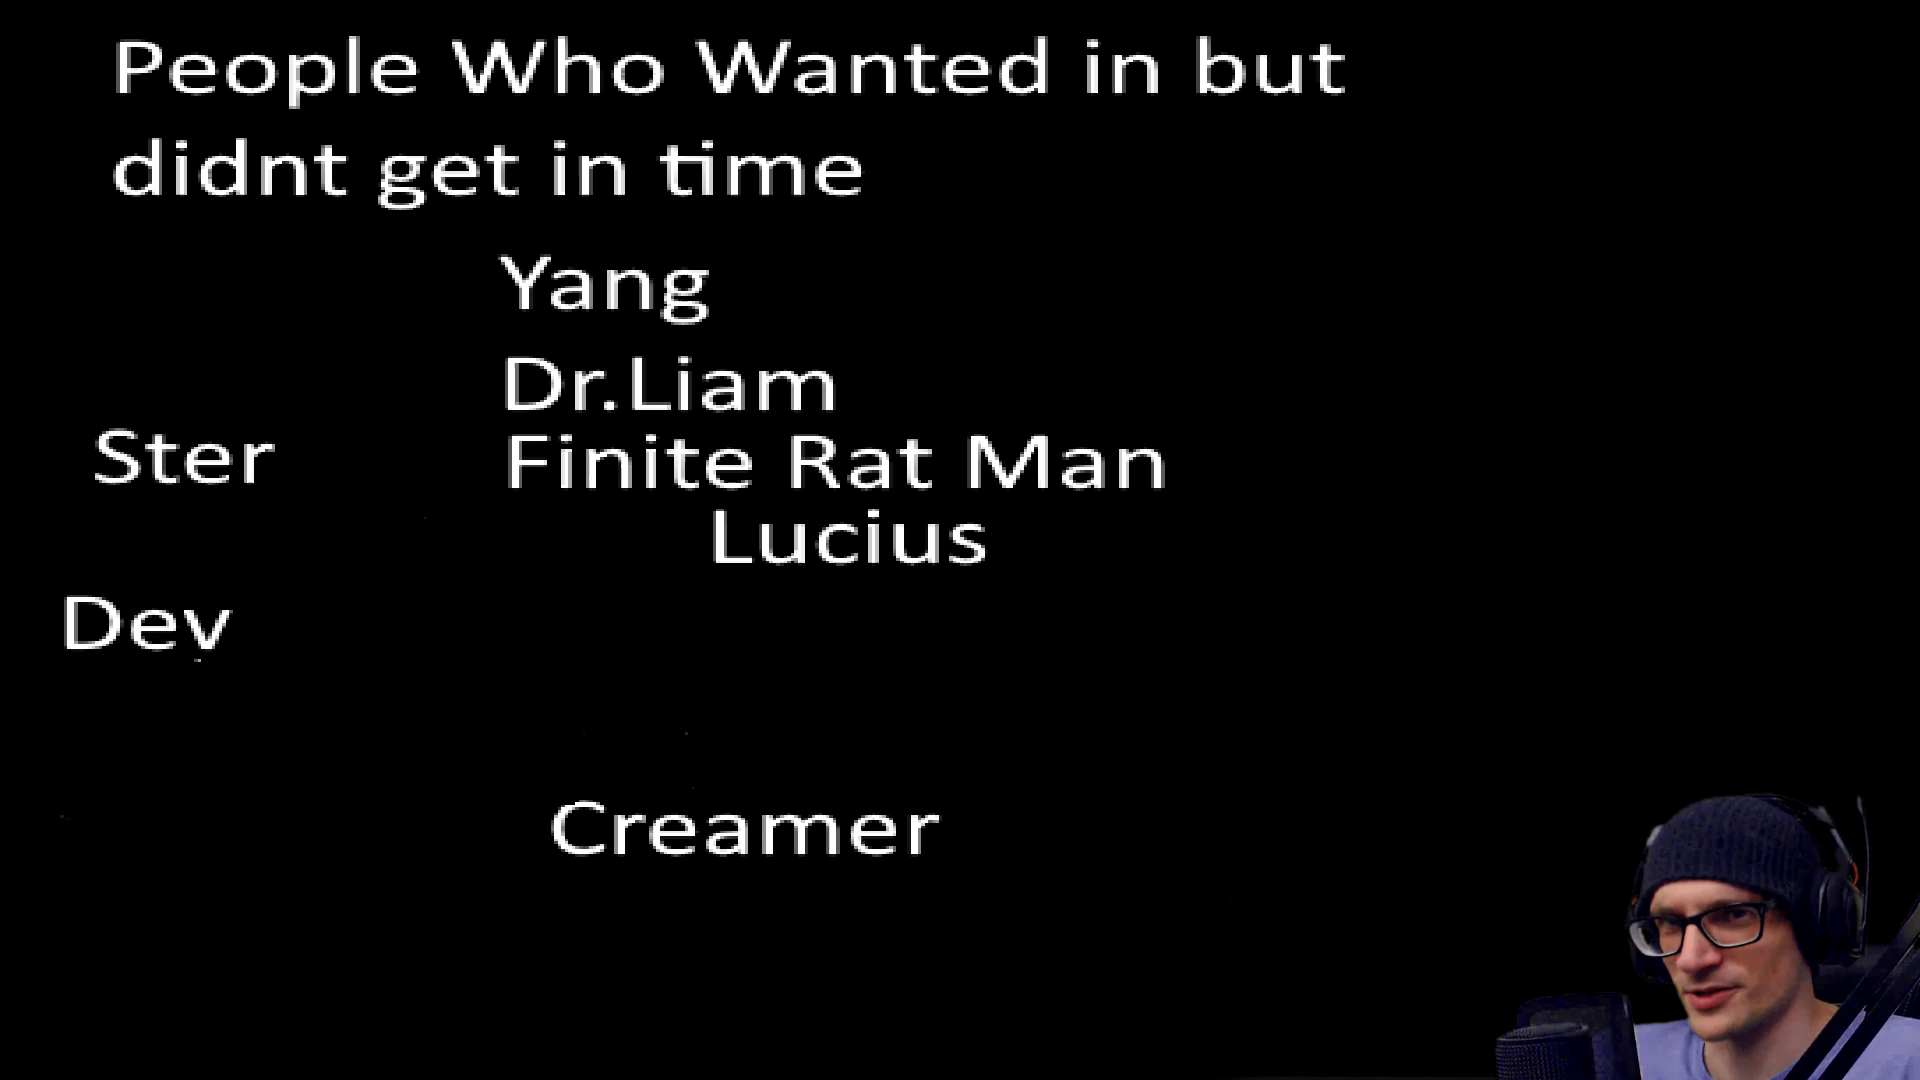 People Who Wanted in but
didnt get in time
Yang
Dr.Liam
Ster
Finite Rat Man
Lucius
Dev
Creamer